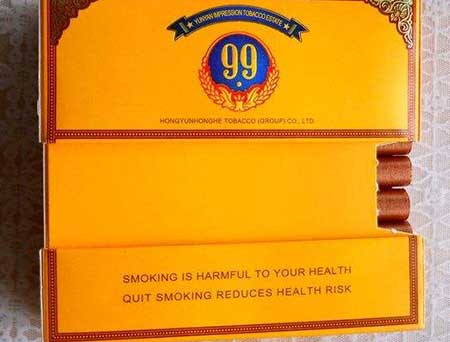 YUNYAN IMPRESSION TOBACCO ESTATE
99
HONGYUNHONGHE TOBACCO (GROUP) CO., LTD.
SMOKING IS HARMFUL TO YOUR HEALTH
QUIT SMOKING REDUCES HEALTH RISK